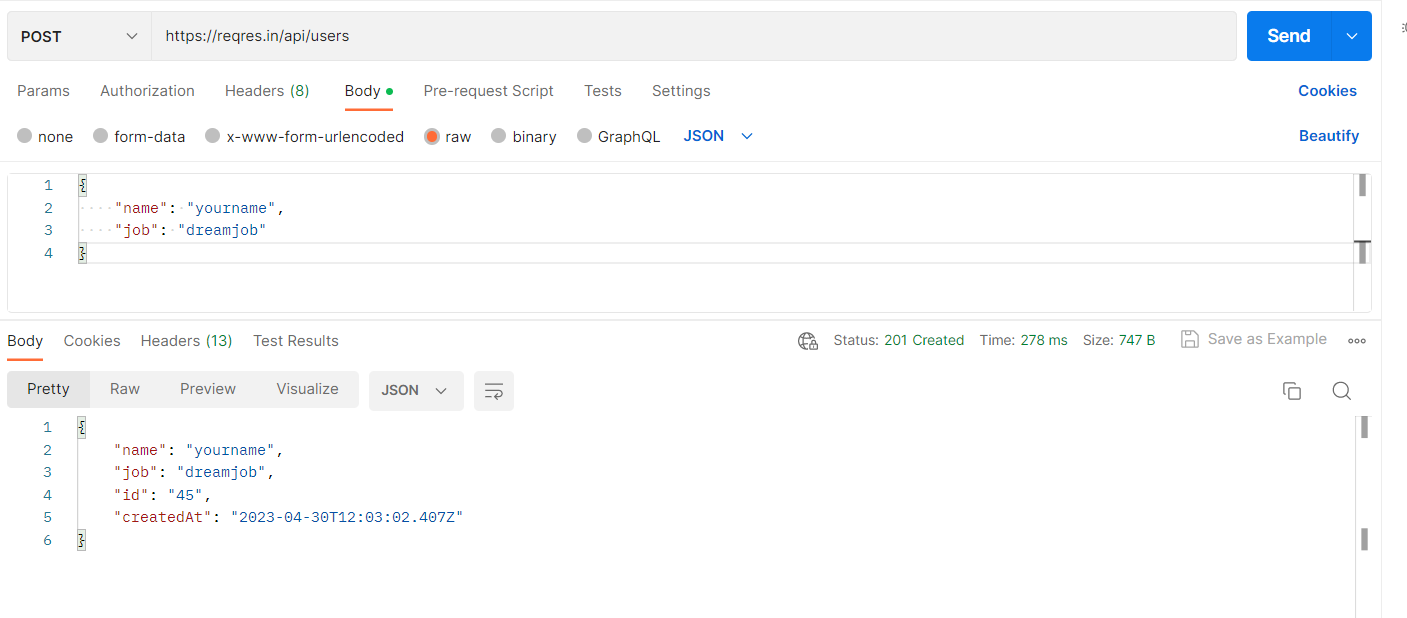 POST https://reqres.in/api/users Send
Params Authorization Headers (8) Body Pre-request Script Tests Settings Cookies
none form-data x-www-form-urlencoded raw binary GraphQL JSON Beautify
1 {
2 "name": "yourname",
3 "job": "dreamjob"
4 }
Body Cookies Headers (13) Test Results Status: 201 Created Time: 278 ms Size: 747 B Save as Example
Pretty Raw Preview Visualize JSON
1 {
2 "name": "yourname",
3 "job": "dreamjob",
4 "id": "45",
5 "createdAt": "2023-04-30T12:03:02.407Z"
6 }